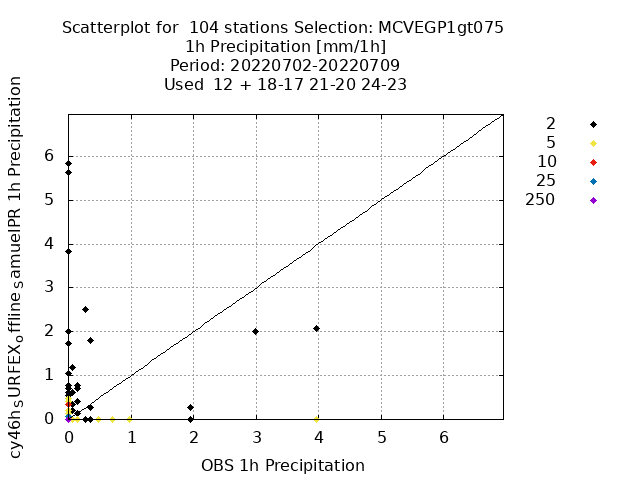 Scatterplot for 104 stations Selection: MCVEGP1gt075
1h Precipitation [mm/1h]
Period: 20220702-20220709
Used 12 + 18-17 21-20 24-23
cy46h_SURFEX_offline_samuelPR 1h Precipitation
6
5
4
3
2
1
0
0 1 2 3 4 5 6
OBS 1h Precipitation
2
5
10
25
250